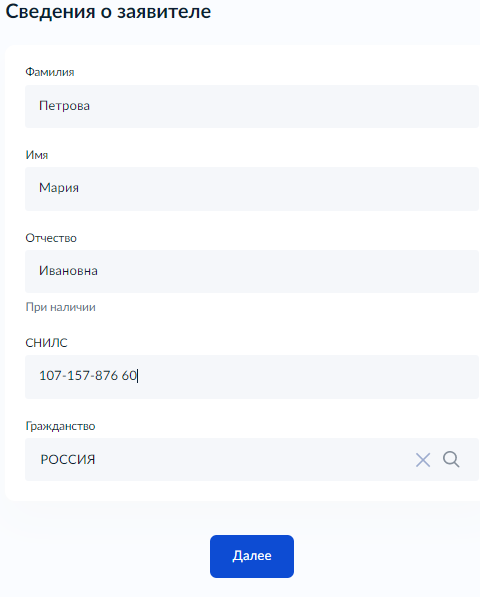 Сведения о заявителе
Фамилия
Петрова
Имя
Мария
Отчество
Ивановна
При наличии
СНИЛС
107-157-876 60
Гражданство
РОССИЯ
Далее